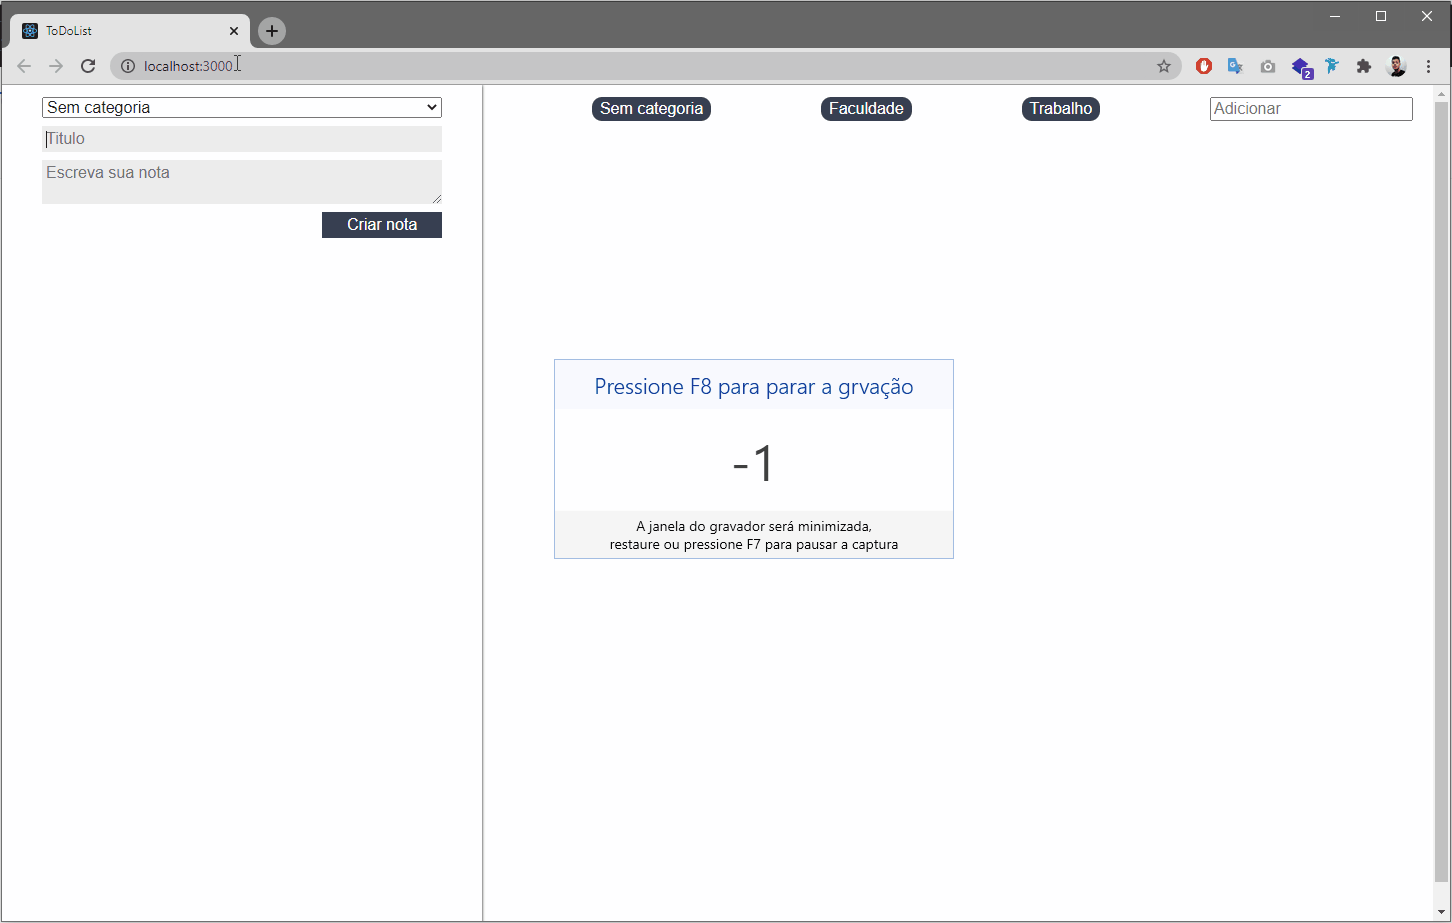 ToDoList
localhost:3000
2
Sem categoria
Titulo
Escreva sua nota
Criar nota
Sem categoria
Faculdade
Trabalho
Adicionar
Pressione F8 para parar a grvação
-1
A janela do gravador será minimizada,
restaure ou pressione F7 para pausar a captura